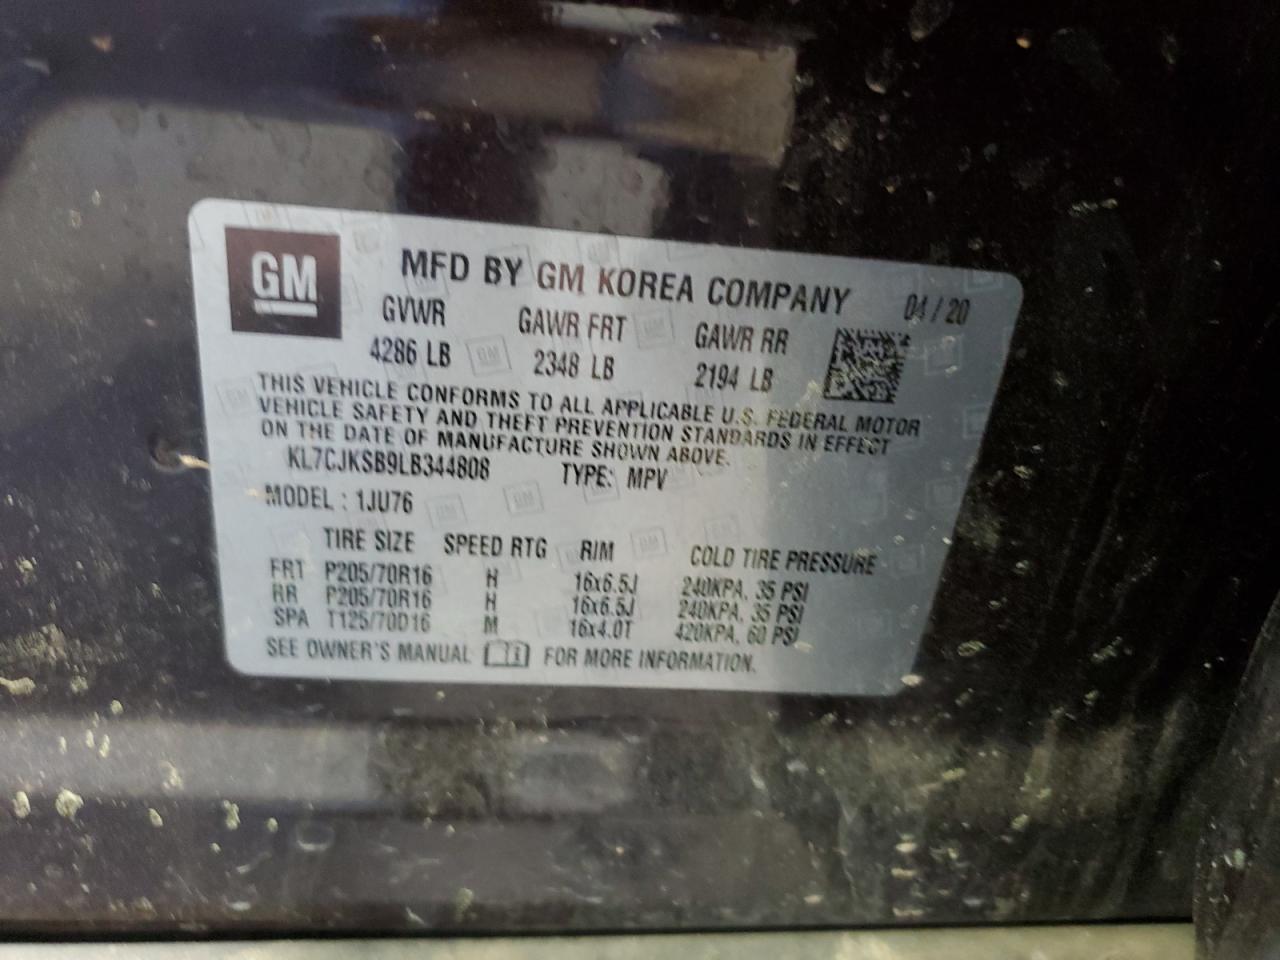 GM
MFD BY GM KOREA COMPANY 04 / 20
GVWR GAWR FRT GAWR RR
4286 LB 2348 LB 2194 LB
THIS VEHICLE CONFORMS TO ALL APPLICABLE U.S. FEDERAL MOTOR
VEHICLE SAFETY AND THEFT PREVENTION STANDARDS IN EFFECT
ON THE DATE OF MANUFACTURE SHOWN ABOVE.
KL7CJKSB9LB344808 TYPE: MPV
MODEL : 1JU76
TIRE SIZE SPEED RTG RIM COLD TIRE PRESSURE
FRT P205/70R16 H 16x6.5J 240KPA, 35 PSI
RR P205/70R16 H 16x6.5J 240KPA, 35 PSI
SPA T125/70D16 M 16x4.0T 420KPA, 60 PSI
SEE OWNER'S MANUAL FOR MORE INFORMATION.